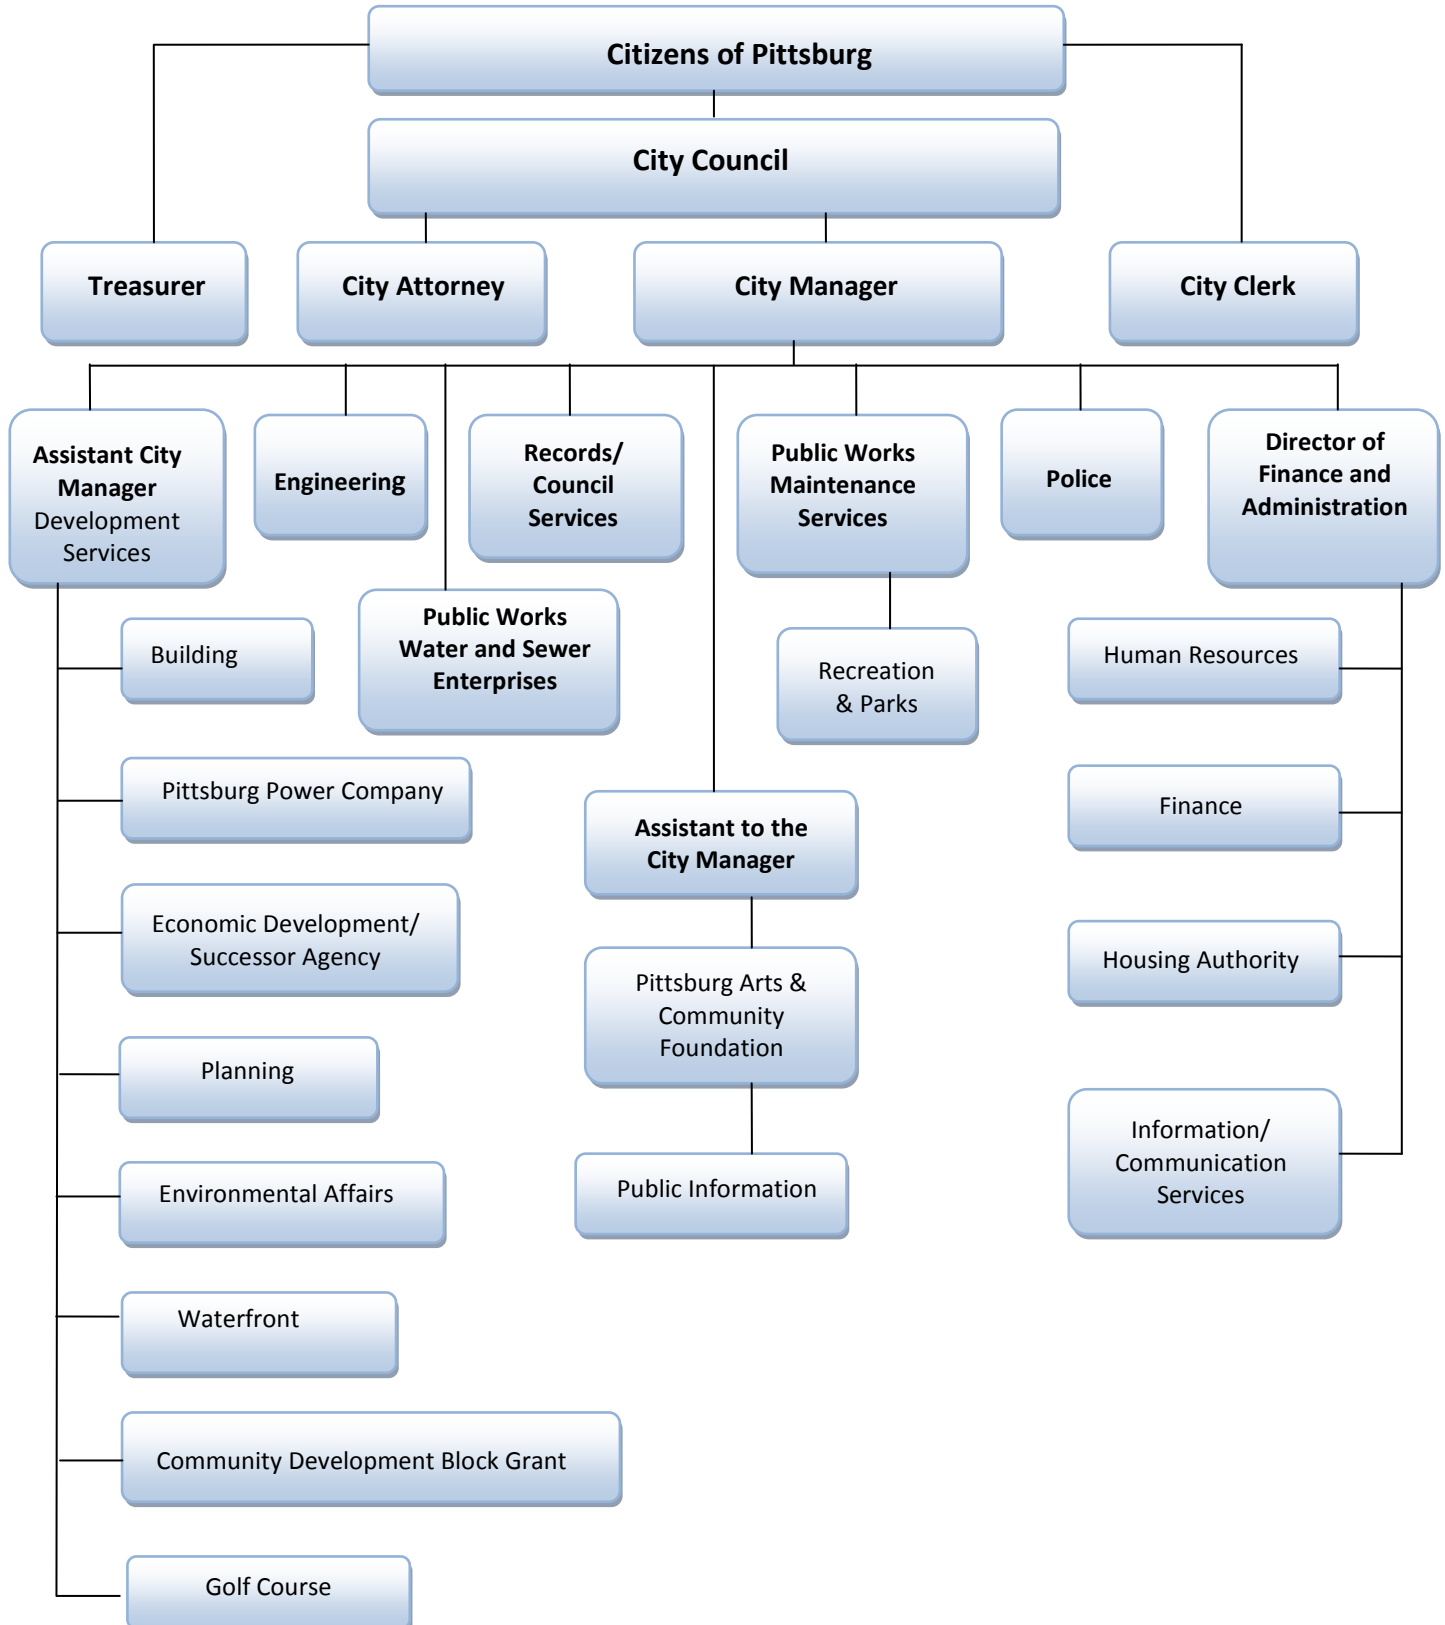 Citizens of Pittsburg
City Council
Treasurer
City Attorney
City Manager
City Clerk
Assistant City
Manager
Development
Services
Engineering
Records/
Council
Services
Public Works
Maintenance
Services
Police
Director of
Finance and
Administration
Public Works
Water and Sewer
Enterprises
Building
Recreation
& Parks
Human Resources
Pittsburg Power Company
Assistant to the
City Manager
Finance
Economic Development/
Successor Agency
Pittsburg Arts &
Community
Foundation
Housing Authority
Planning
Information/
Communication
Services
Environmental Affairs
Public Information
Waterfront
Community Development Block Grant
Golf Course